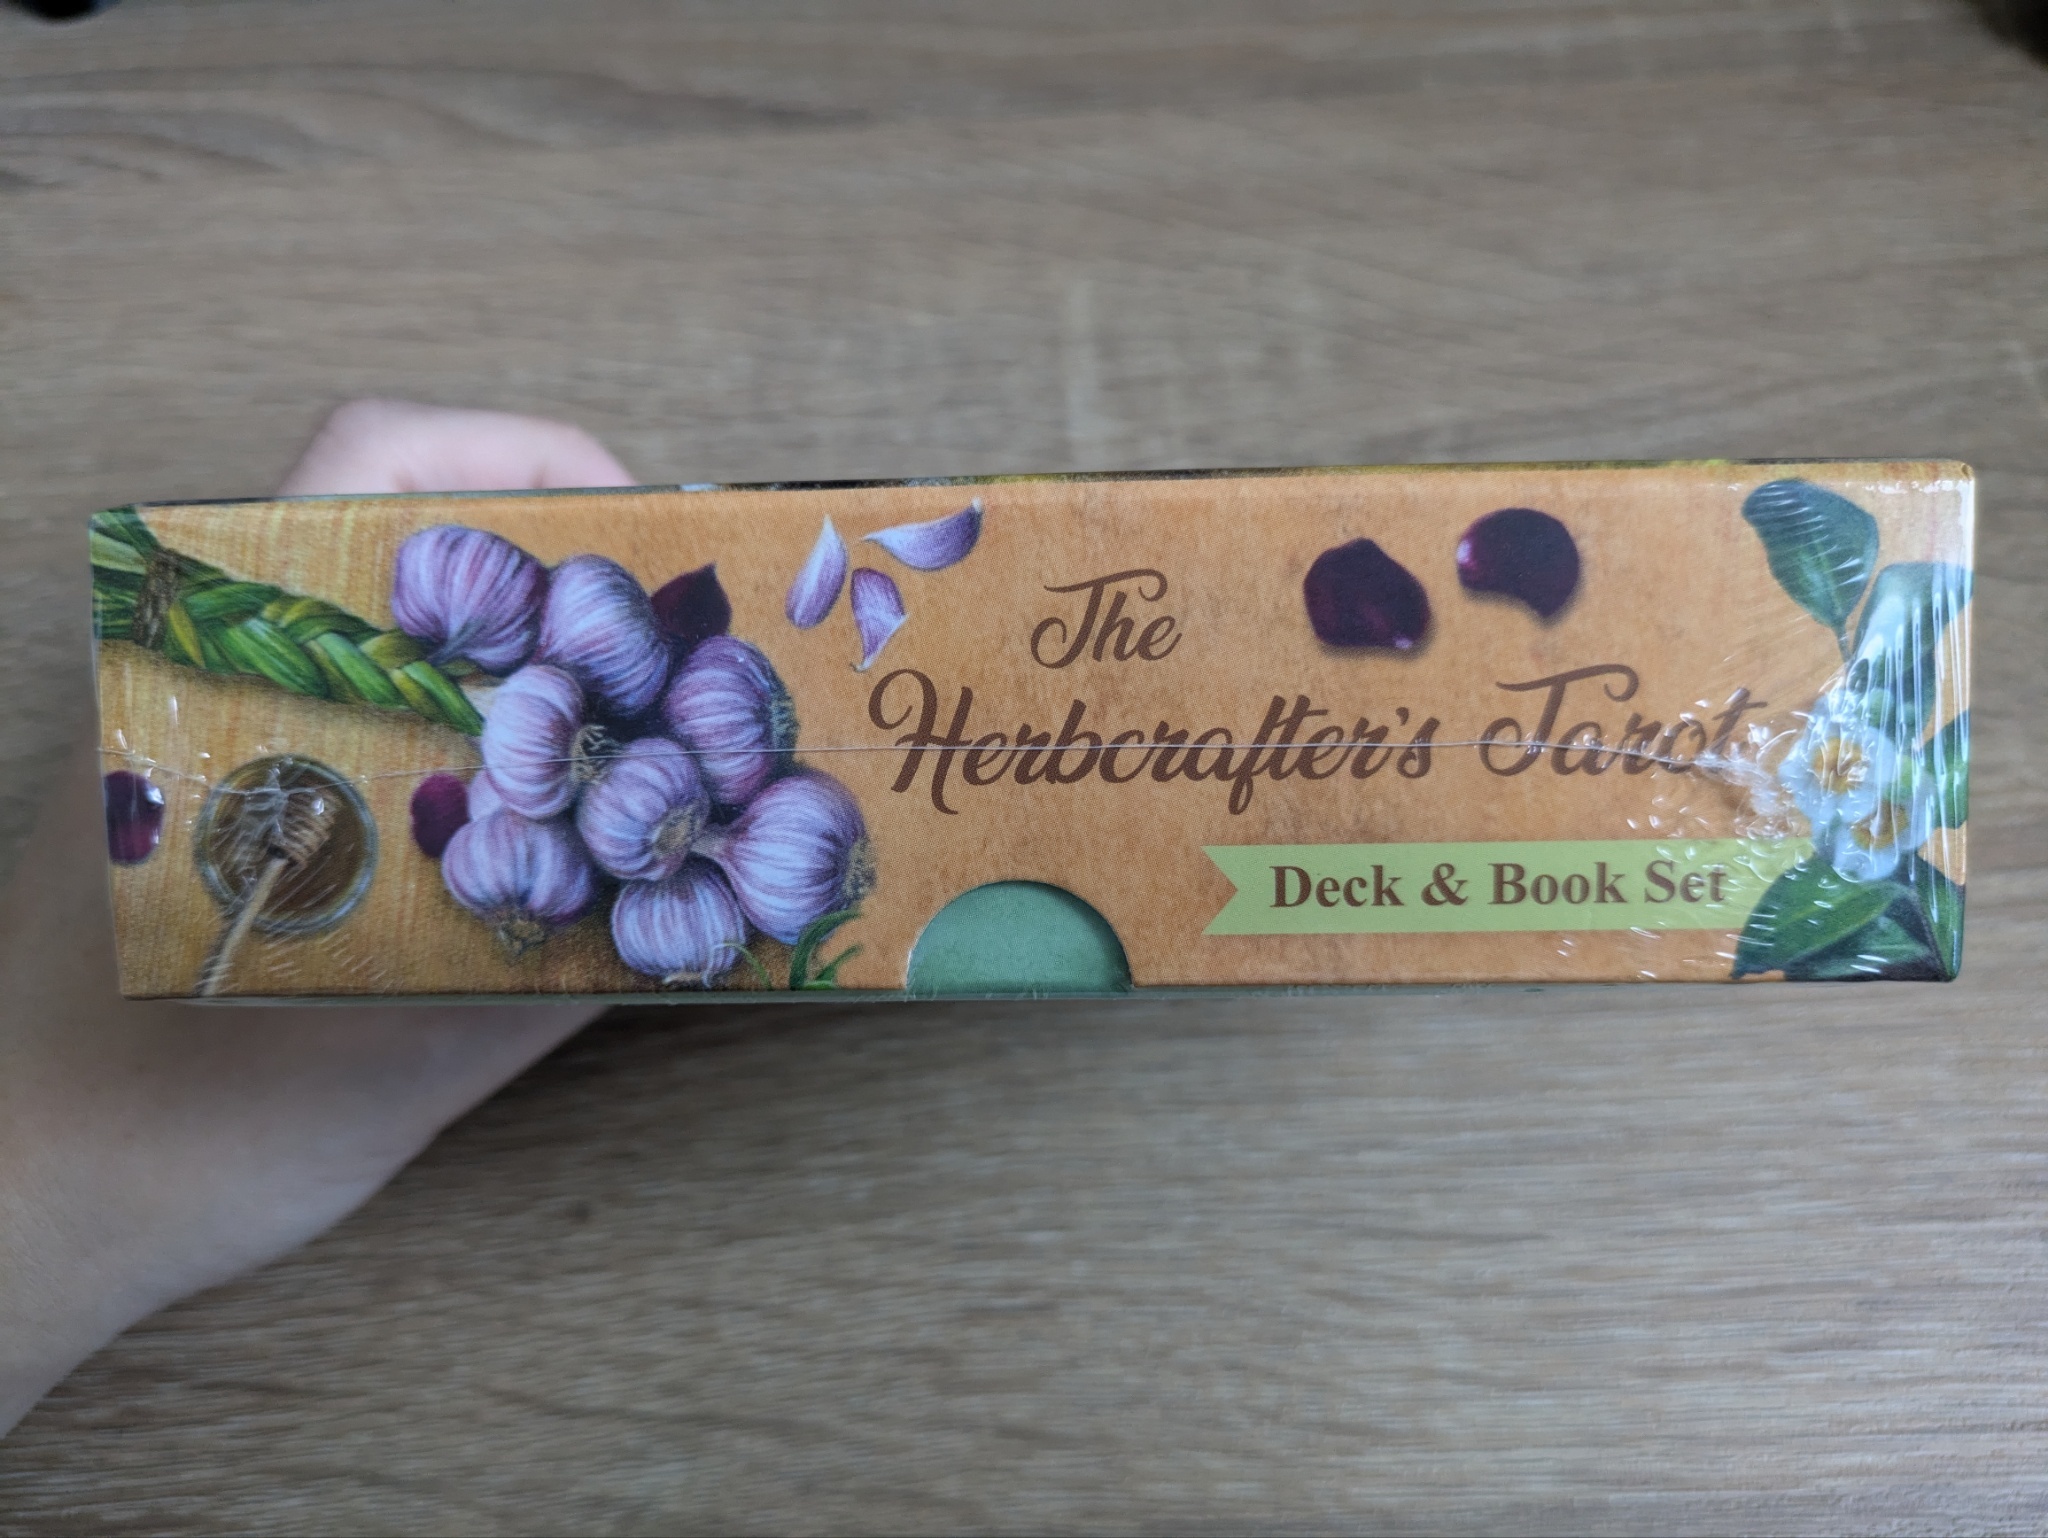 The
Herbcrafter's Tarot
Deck & Book Set